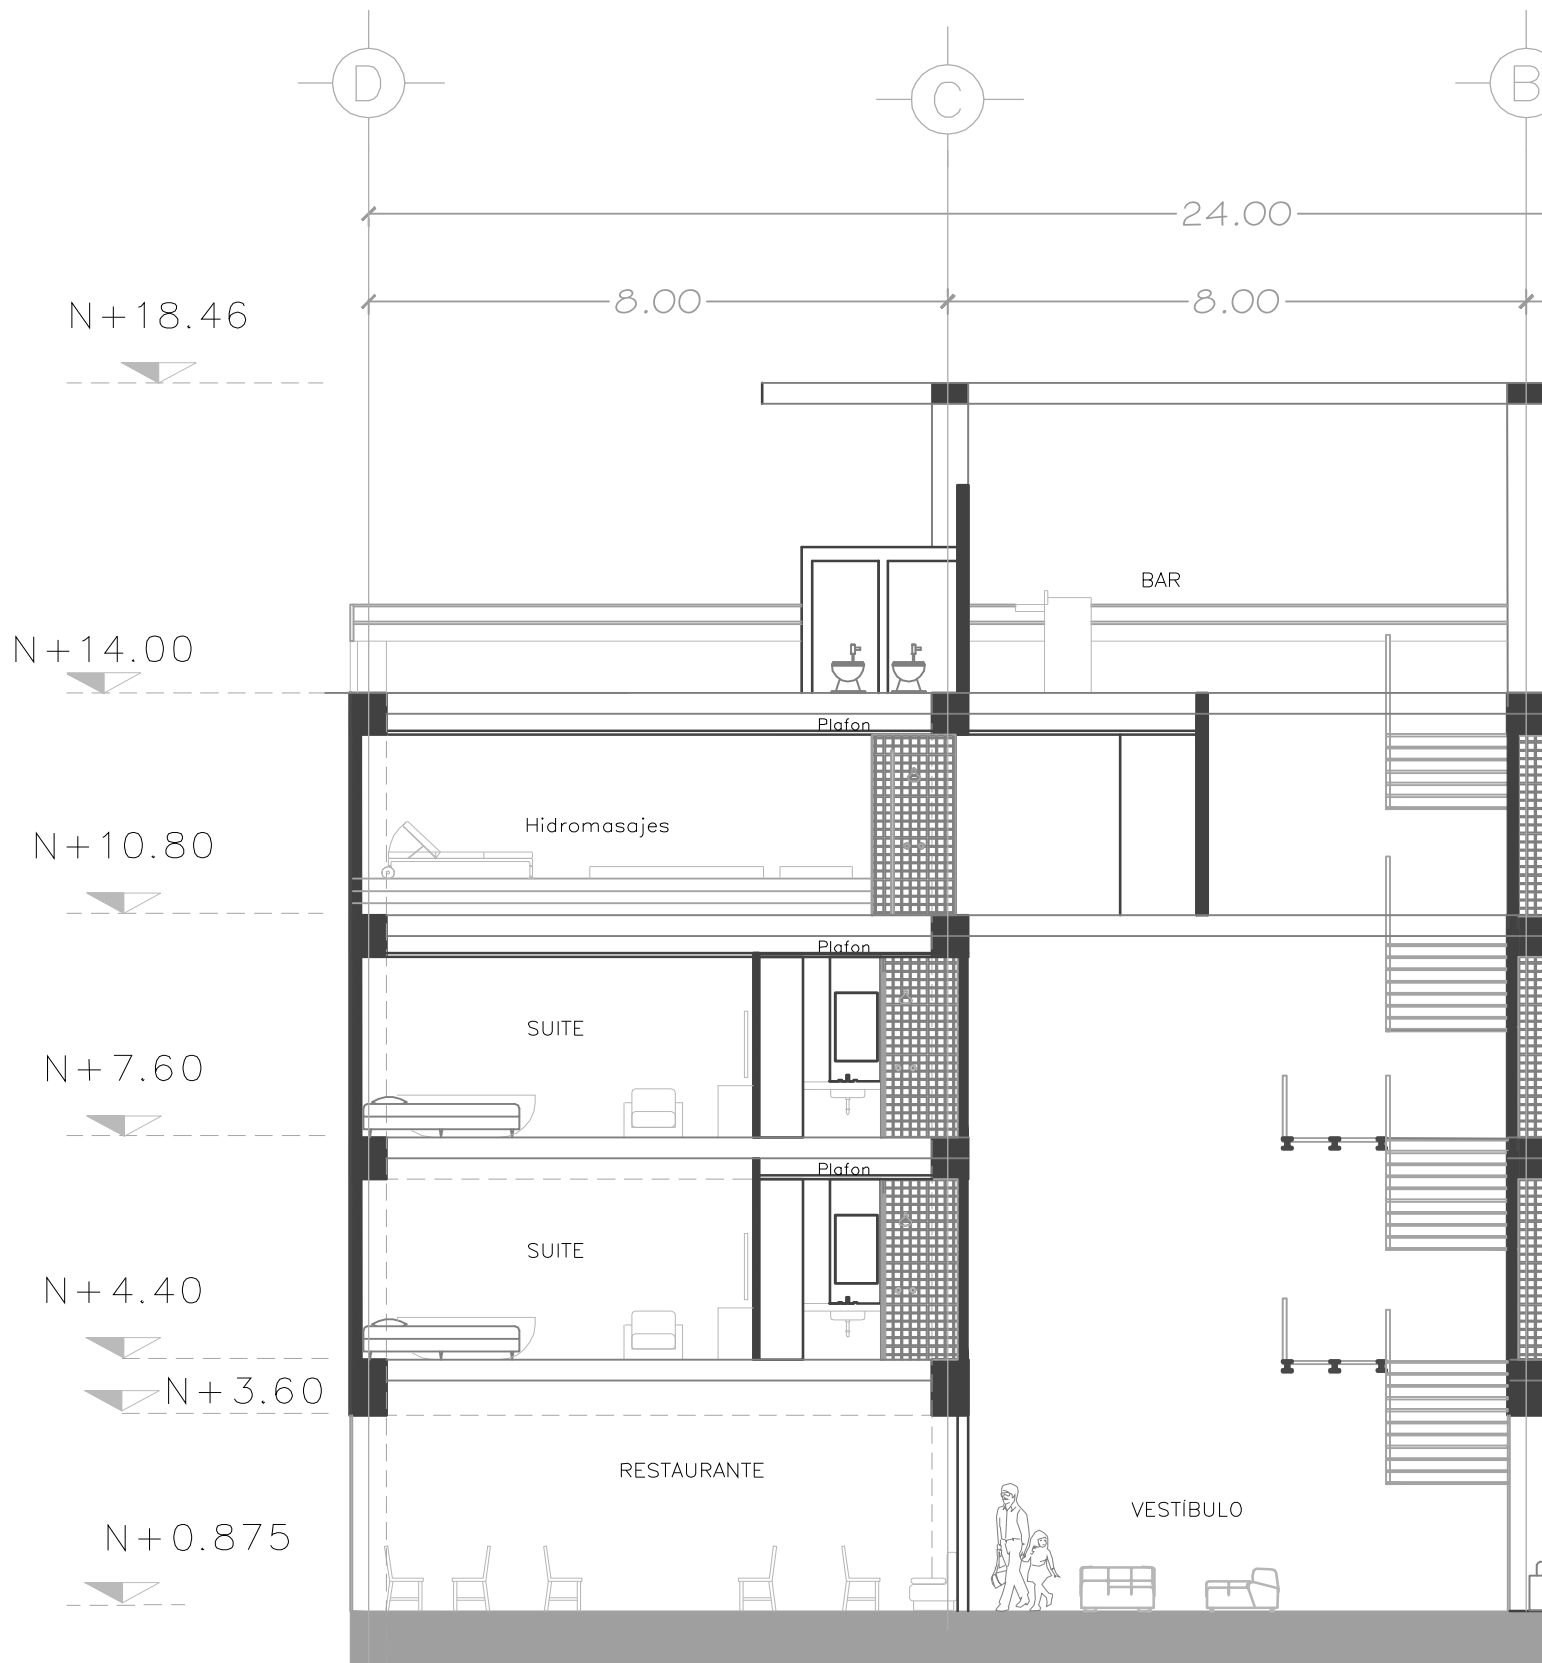 D
C
B
24.00
8.00
8.00
N+18.46
BAR
N+14.00
Plafon
Hidromasajes
N+10.80
Plafon
SUITE
N+7.60
Plafon
SUITE
N+4.40
N+3.60
RESTAURANTE
VESTÍBULO
N+0.875